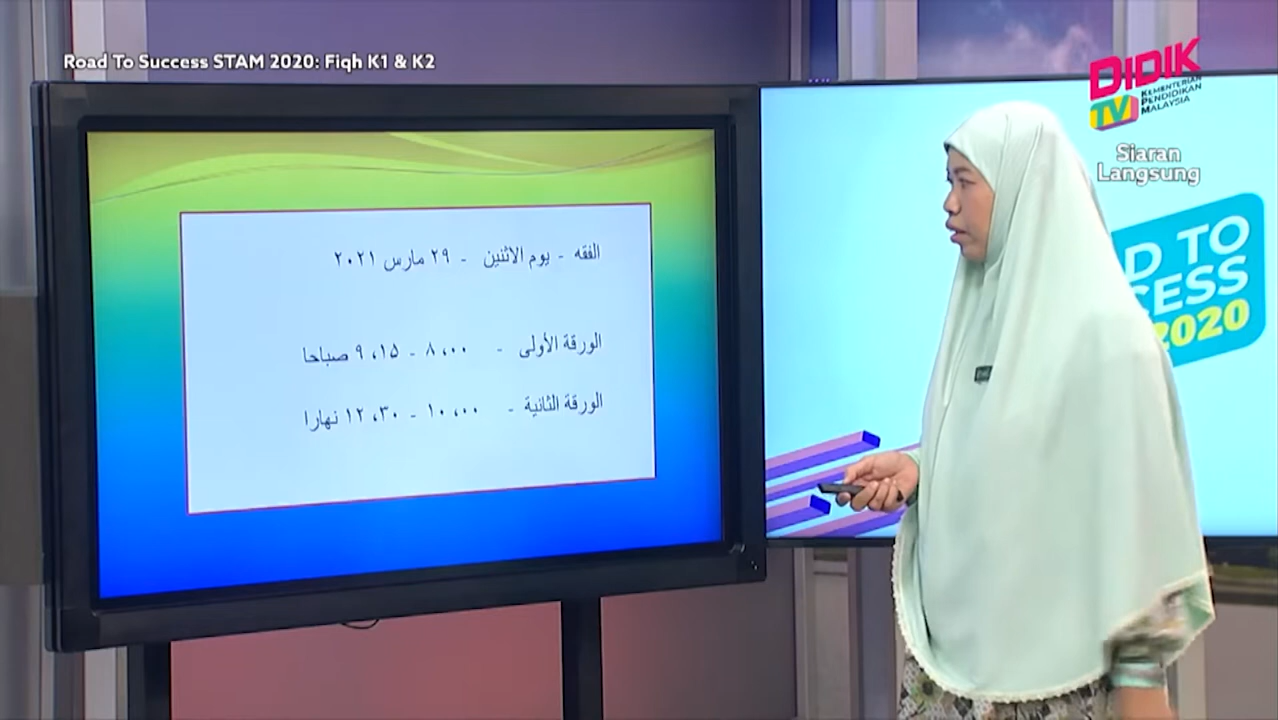 Road To Success STAM 2020: Fiqh K1 & K2
DIDIK
TV
KEMENTERIAN
PENDIDIKAN
MALAYSIA
Siaran
Langsung
الفقه - يوم الاثنين - ٢٩ مارس ٢٠٢١
الورقة الأولى - ٨،٠٠ - ٩،١٥ صباحا
الورقة الثانية - ١٠،٠٠ - ١٢،٣٠ نهارا
D TO
CESS
2020